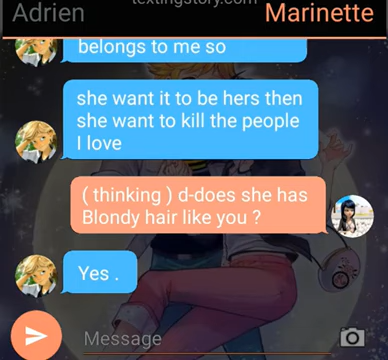 textingstory.com
Adrien
Marinette
belongs to me so
she want it to be hers then
she want to kill the people
I love
( thinking ) d-does she has
Blondy hair like you ?
Yes .
Message